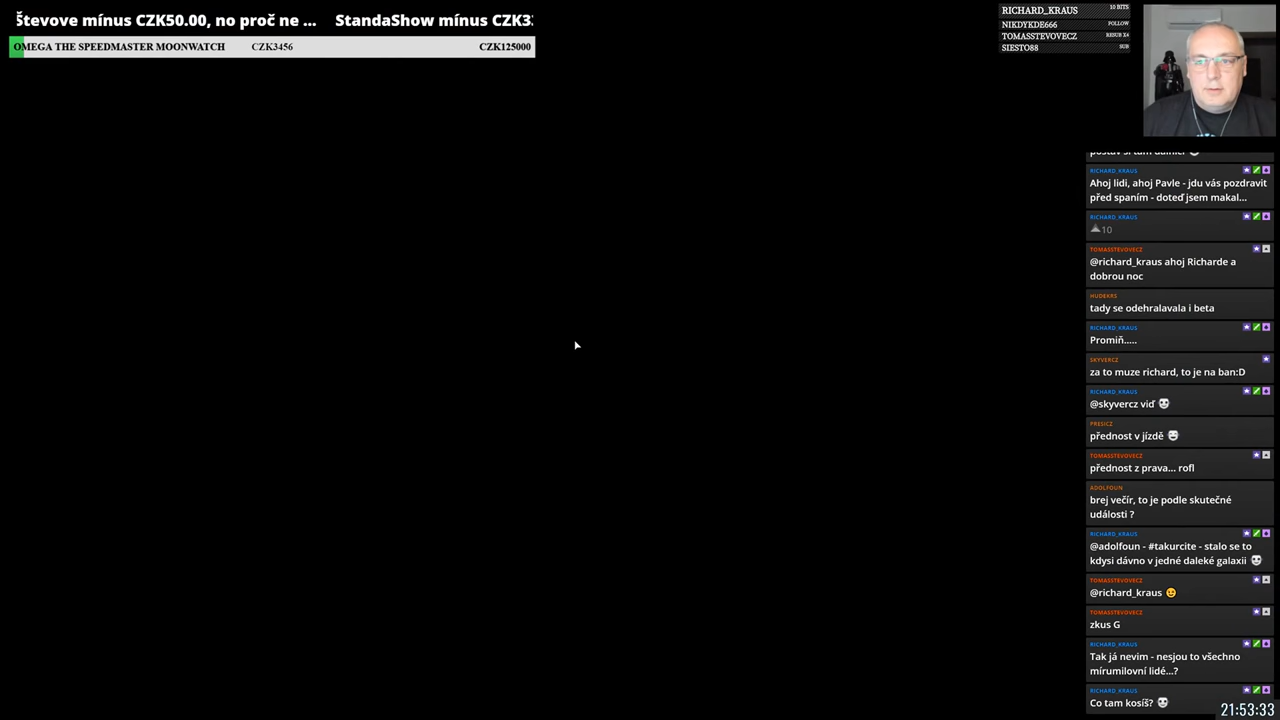 Števove mínus CZK50.00, no proč ne ... StandaShow mínus CZK3
OMEGA THE SPEEDMASTER MOONWATCH CZK3456 CZK125000
RICHARD_KRAUS 10 BITS
NIKDYKDE666 FOLLOW
TOMASSTEVOVECZ RESUB X4
SIESTO88 SUB
RICHARD_KRAUS
Ahoj lidi, ahoj Pavle - jdu vás pozdravit
před spaním - doteď jsem makal...
RICHARD_KRAUS
10
TOMASSTEVOVECZ
@richard_kraus ahoj Richarde a
dobrou noc
HUDEKRS
tady se odehralavala i beta
RICHARD_KRAUS
Promiň.....
SKYVERCZ
za to muze richard, to je na ban:D
RICHARD_KRAUS
@skyvercz viď
PRESICZ
přednost v jízdě
TOMASSTEVOVECZ
přednost z prava... rofl
ADOLFOUN
brej večír, to je podle skutečné
události ?
RICHARD_KRAUS
@adolfoun - #takurcite - stalo se to
kdysi dávno v jedné daleké galaxii
TOMASSTEVOVECZ
@richard_kraus
TOMASSTEVOVECZ
zkus G
RICHARD_KRAUS
Tak já nevim - nesjou to všechno
mírumilovní lidé...?
RICHARD_KRAUS
Co tam kosíš?
21:53:33